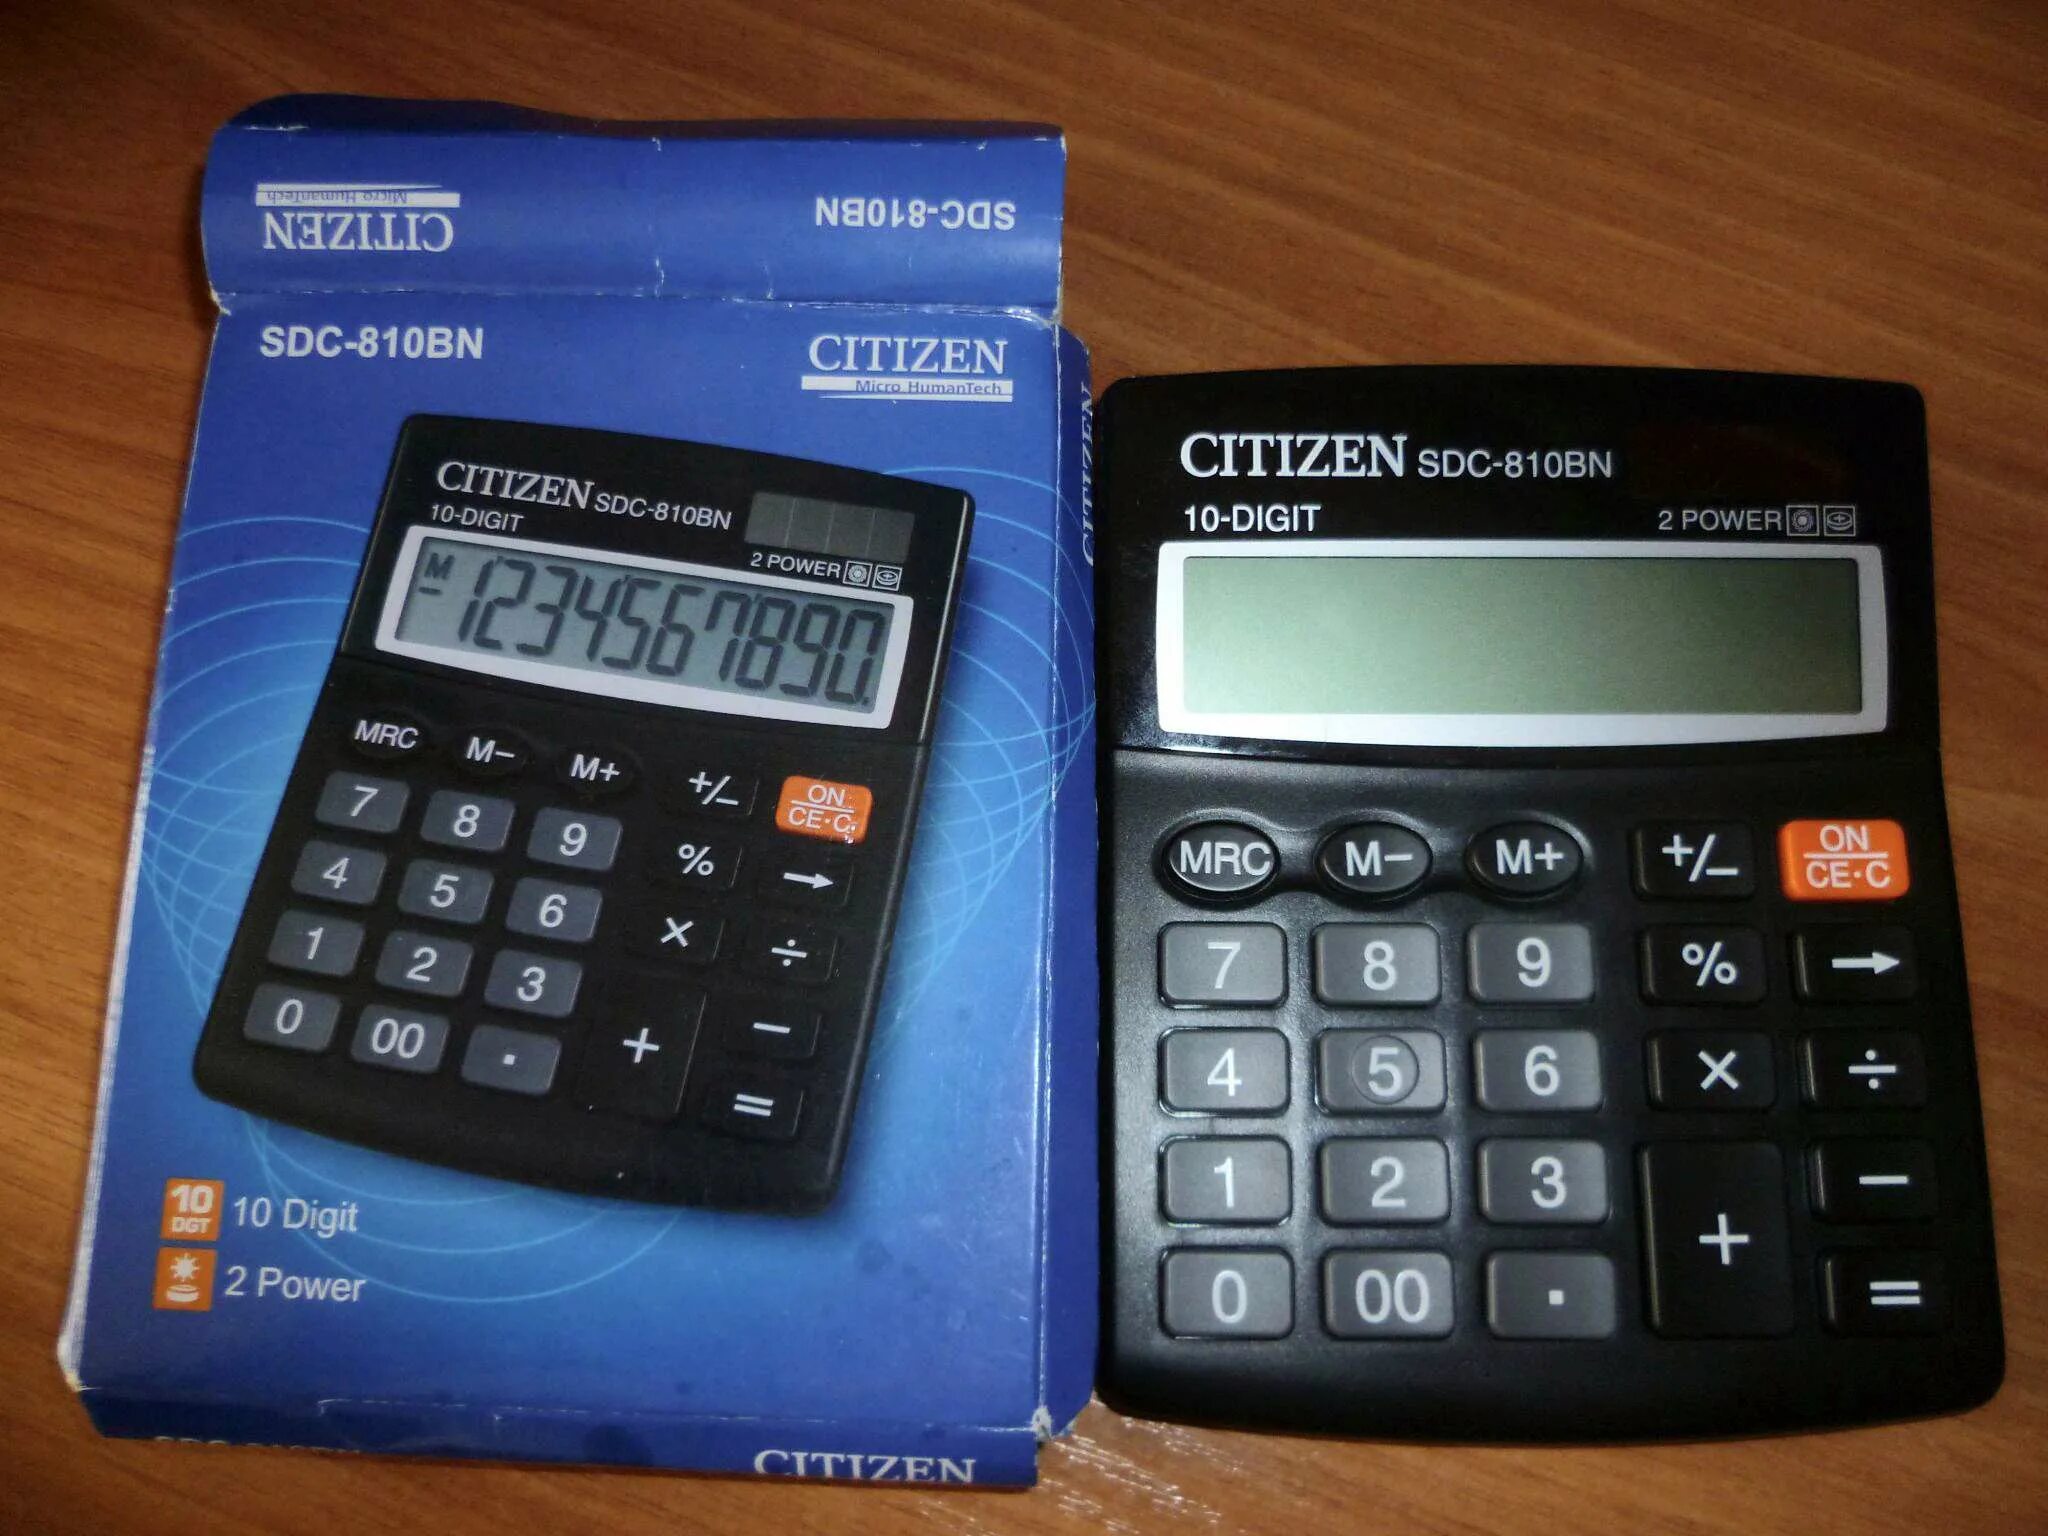 CITIZEN
Micro HumanTech
SDC-810BN
SDC-810BN
CITIZEN
Micro HumanTech
CITIZEN SDC-810BN
10-DIGIT
2 POWER
M
-1234567890.
MRC M− M+ +/− ON
CE·C
7 8 9 % →
4 5 6 × ÷
1 2 3 + −
0 00 . =
10
DGT
10 Digit
2 Power
CITIZEN
CITIZEN
CITIZEN SDC-810BN
10-DIGIT 2 POWER
MRC M− M+ +/− ON
CE·C
7 8 9 % →
4 5 6 × ÷
1 2 3 + −
0 00 . =